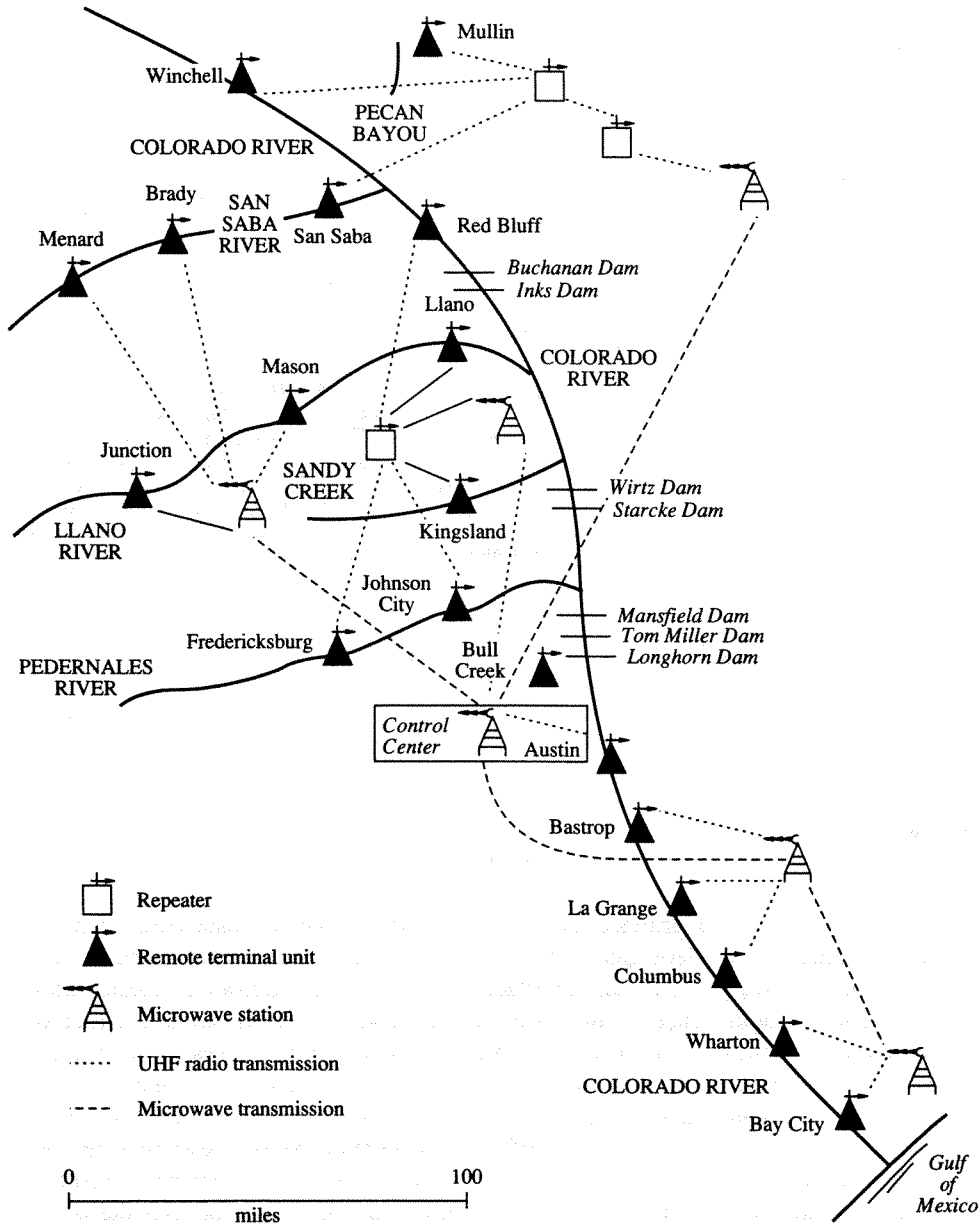 Mullin
Winchell
PECAN
BAYOU
COLORADO RIVER
Brady
SAN
SABA
RIVER
San Saba
Red Bluff
Menard
Buchanan Dam
Inks Dam
Llano
COLORADO
RIVER
Mason
Junction
SANDY
CREEK
Wirtz Dam
Starcke Dam
LLANO
RIVER
Kingsland
Johnson
City
Mansfield Dam
Tom Miller Dam
Longhorn Dam
Fredericksburg
Bull
Creek
PEDERNALES
RIVER
Control
Center
Austin
Bastrop
La Grange
Columbus
Wharton
COLORADO RIVER
Bay City
Gulf
of
Mexico
Repeater
Remote terminal unit
Microwave station
UHF radio transmission
Microwave transmission
0 100
miles